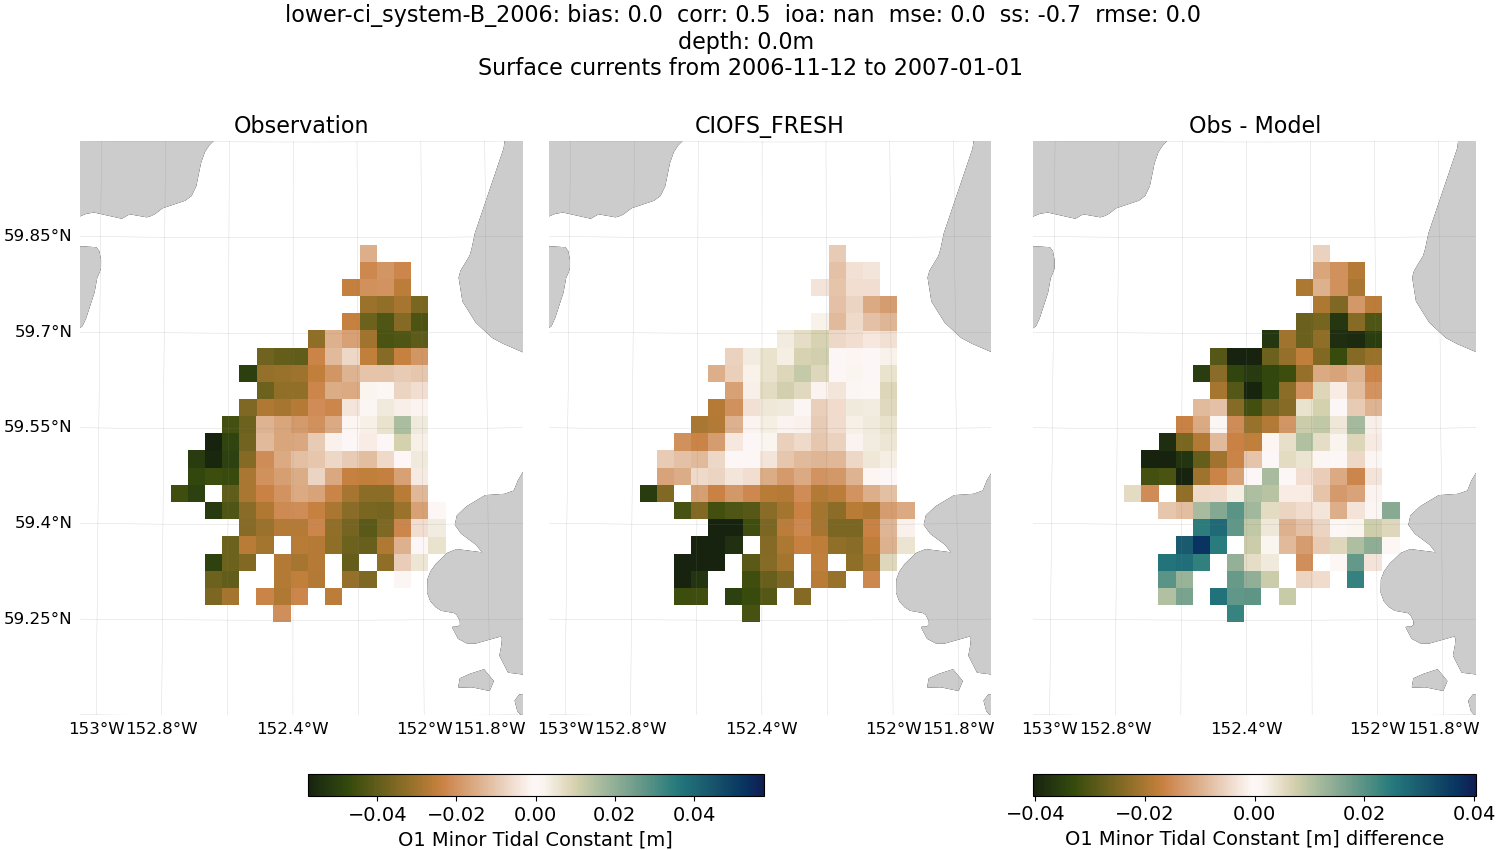 lower-ci_system-B_2006: bias: 0.0  corr: 0.5  ioa: nan  mse: 0.0  ss: -0.7  rmse: 0.0
depth: 0.0m
Surface currents from 2006-11-12 to 2007-01-01
Observation
CIOFS_FRESH
Obs - Model
59.85°N
59.7°N
59.55°N
59.4°N
59.25°N
153°W 152.8°W 152.4°W 152°W 151.8°W
153°W 152.8°W 152.4°W 152°W 151.8°W
153°W 152.8°W 152.4°W 152°W 151.8°W
−0.04 −0.02 0.00 0.02 0.04
O1 Minor Tidal Constant [m]
−0.04 −0.02 0.00 0.02 0.04
O1 Minor Tidal Constant [m] difference